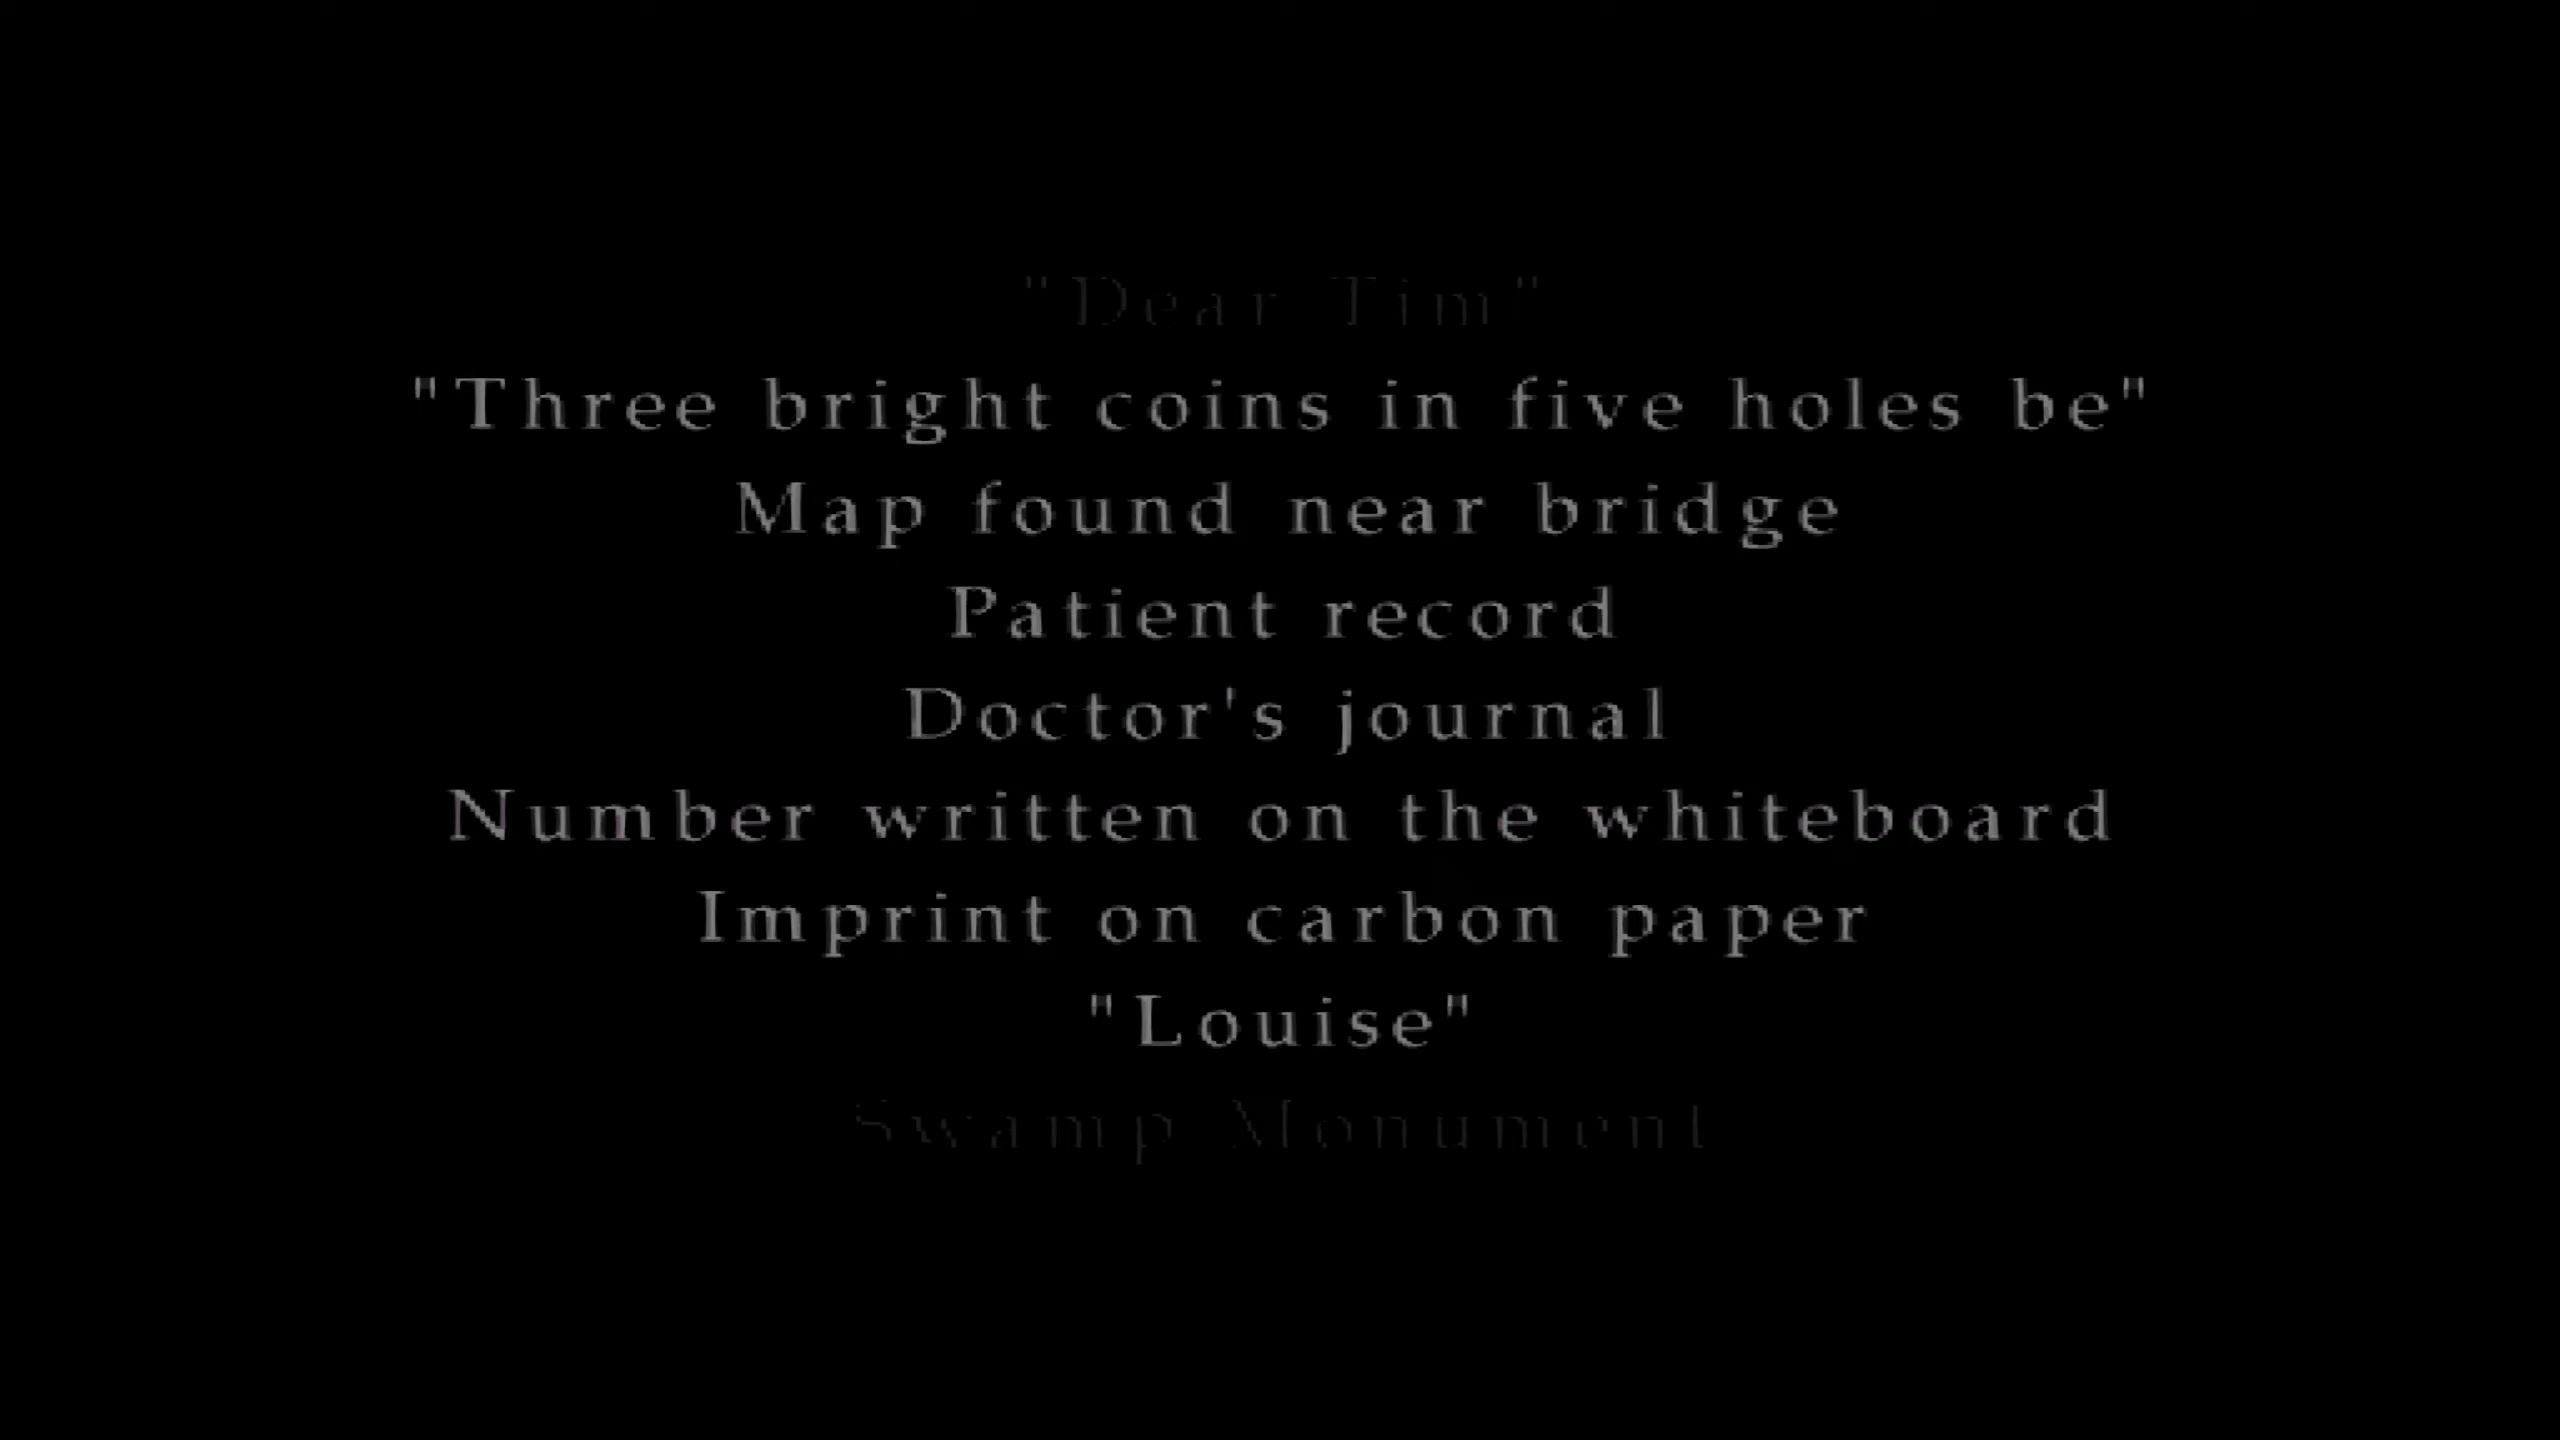 "Dear Tim"
"Three bright coins in five holes be"
Map found near bridge
Patient record
Doctor's journal
Number written on the whiteboard
Imprint on carbon paper
"Louise"
Swamp Monument